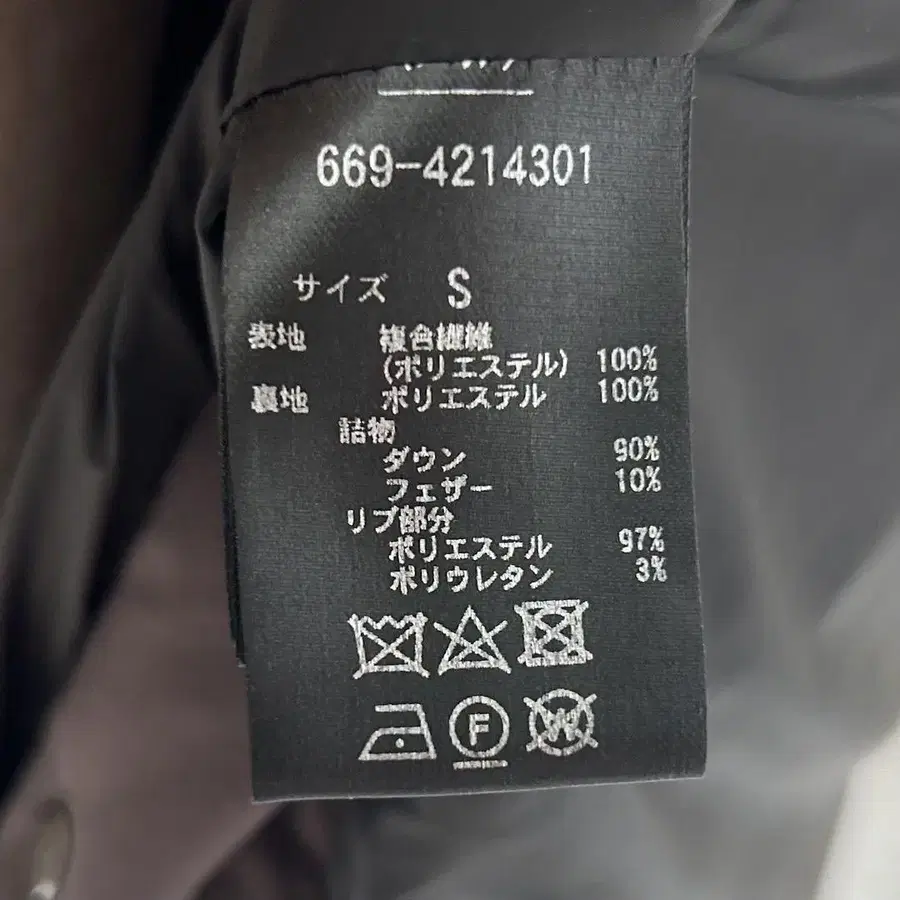 669-4214301
サイズ S
表地 複合繊維
(ポリエステル) 100%
裏地 ポリエステル 100%
詰物
ダウン 90%
フェザー 10%
リブ部分
ポリエステル 97%
ポリウレタン 3%
F
W